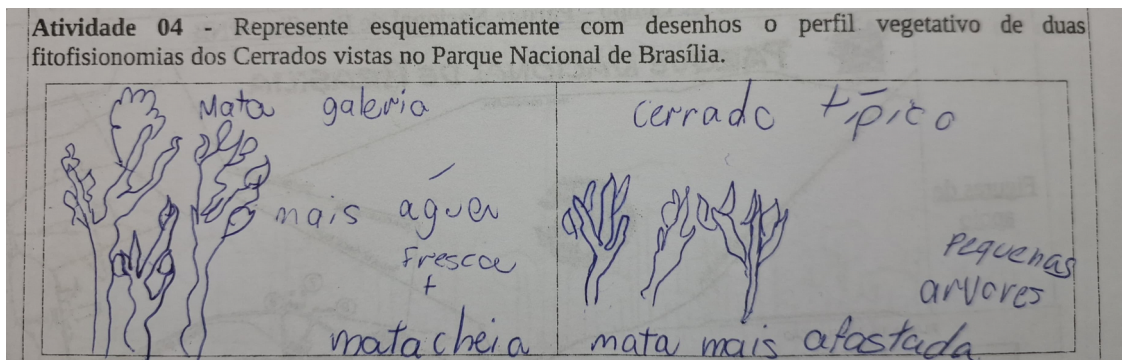 Atividade 04 - Represente esquematicamente com desenhos o perfil vegetativo de duas
fitofisionomias dos Cerrados vistas no Parque Nacional de Brasília.
Mata galeria
mais água
Fresca
+
mata cheia
cerrado típico
Pequenas
arvores
mata mais afastada